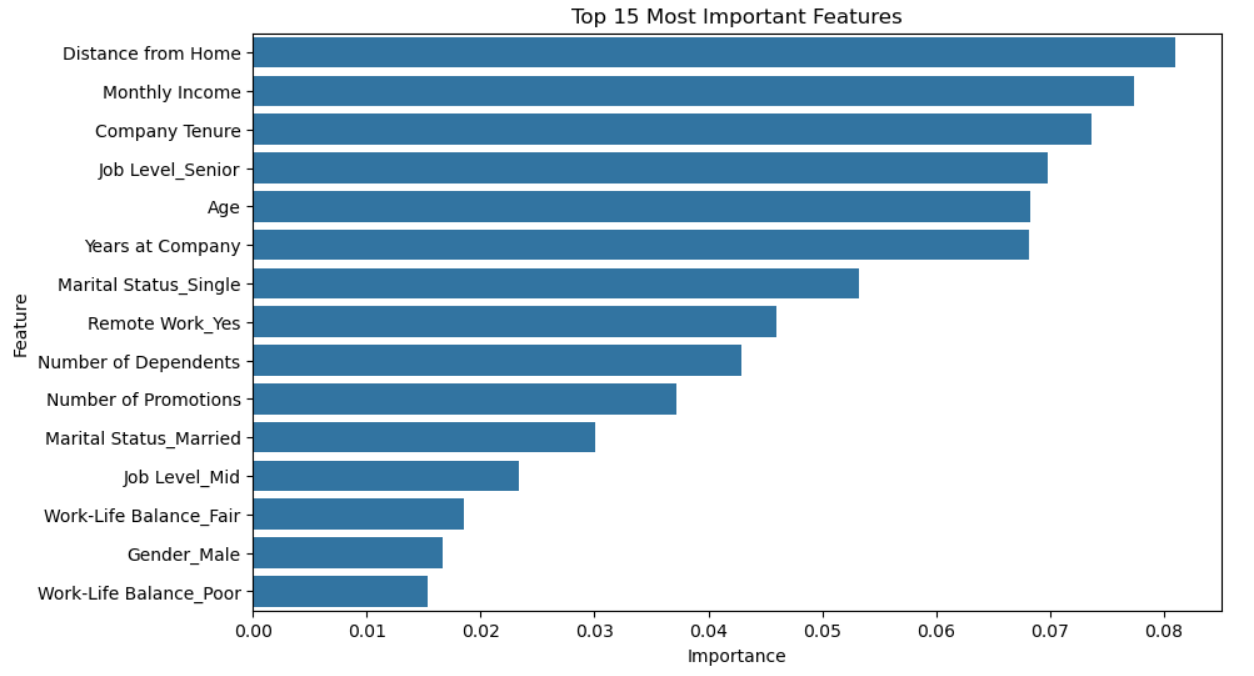 Top 15 Most Important Features
Distance from Home
Monthly Income
Company Tenure
Job Level_Senior
Age
Years at Company
Marital Status_Single
Remote Work_Yes
Number of Dependents
Number of Promotions
Marital Status_Married
Job Level_Mid
Work-Life Balance_Fair
Gender_Male
Work-Life Balance_Poor
Feature
0.00 0.01 0.02 0.03 0.04 0.05 0.06 0.07 0.08
Importance